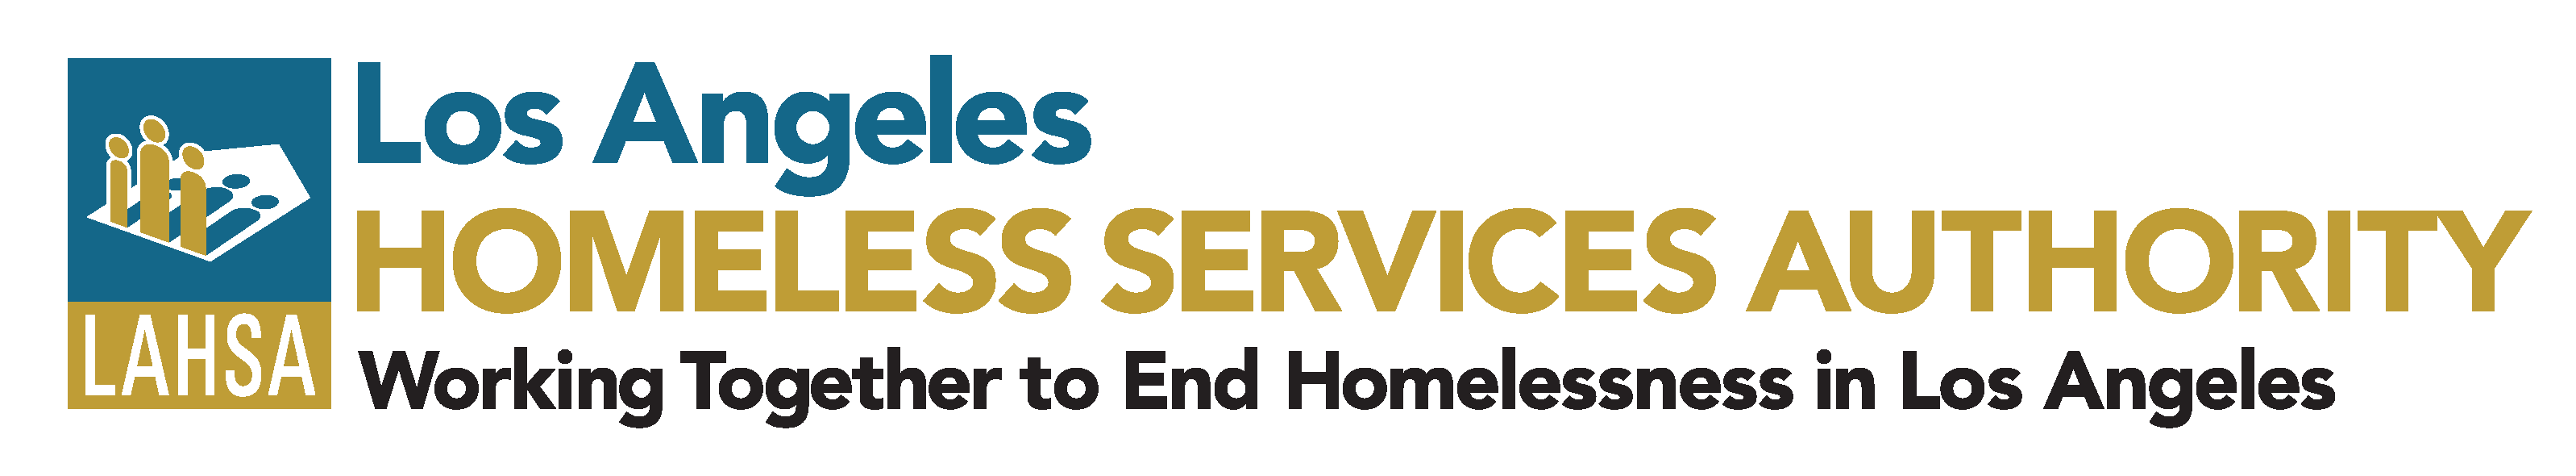 Los Angeles
HOMELESS SERVICES AUTHORITY
LAHSA
Working Together to End Homelessness in Los Angeles